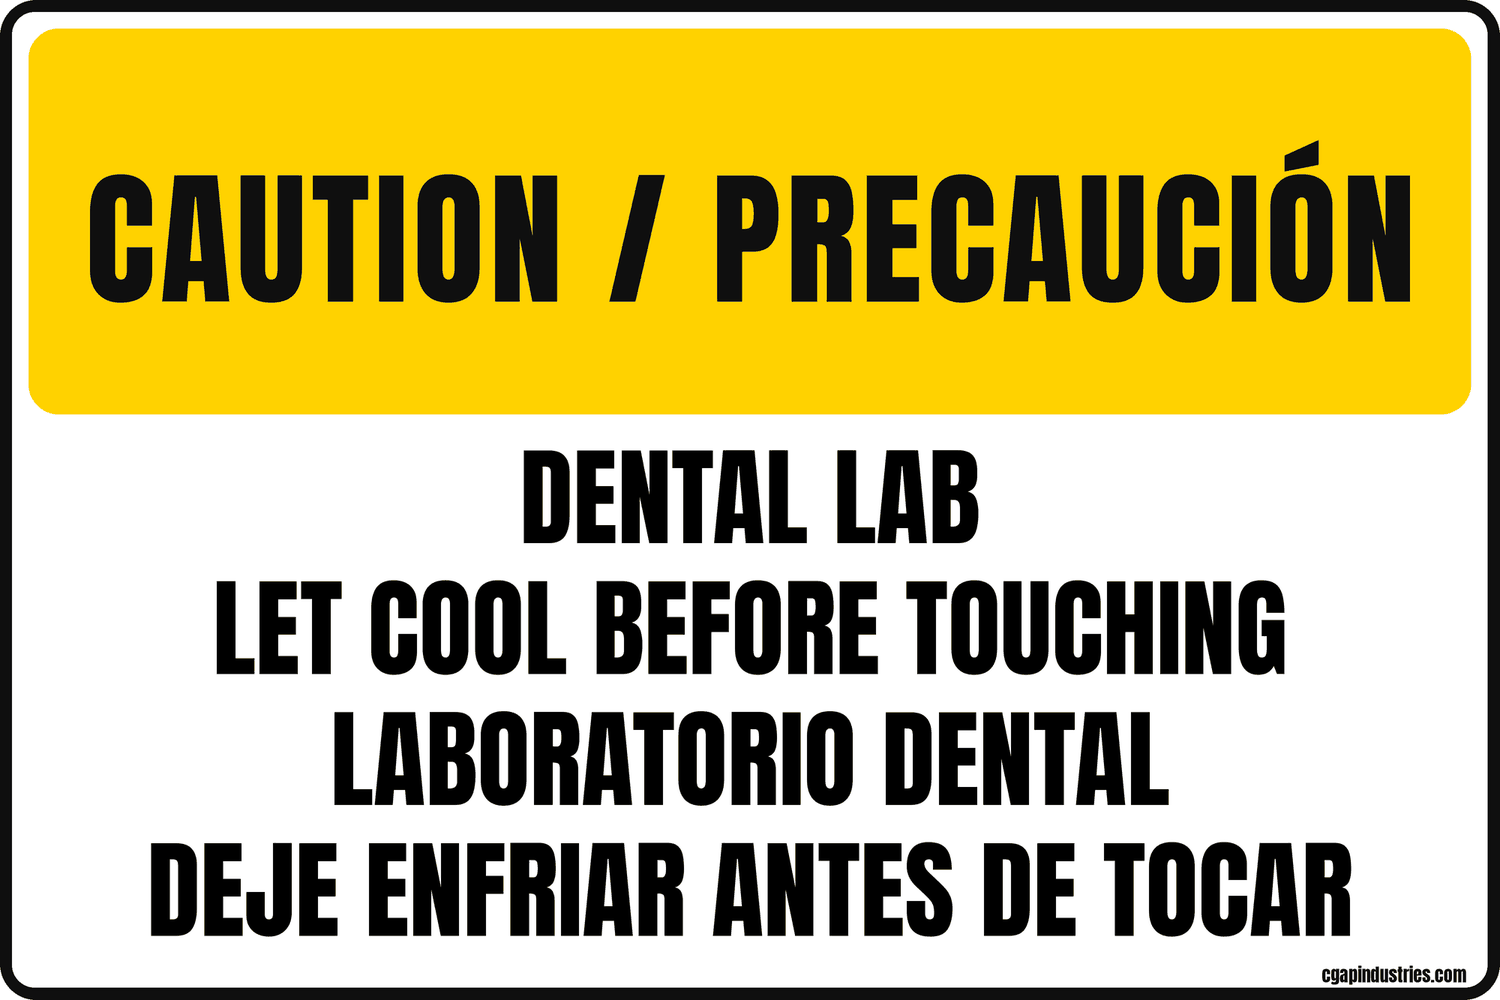 CAUTION / PRECAUCIÓN
DENTAL LAB
LET COOL BEFORE TOUCHING
LABORATORIO DENTAL
DEJE ENFRIAR ANTES DE TOCAR
cgapindustries.com